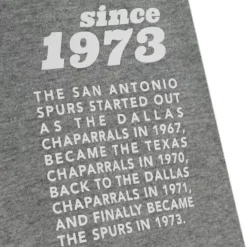 since
1973
THE SAN ANTONIO
SPURS STARTED OUT
AS THE DALLAS
CHAPARRALS IN 1967,
BECAME THE TEXAS
CHAPARRALS IN 1970,
BACK TO THE DALLAS
CHAPARRALS IN 1971,
AND FINALLY BECAME
THE SPURS IN 1973.